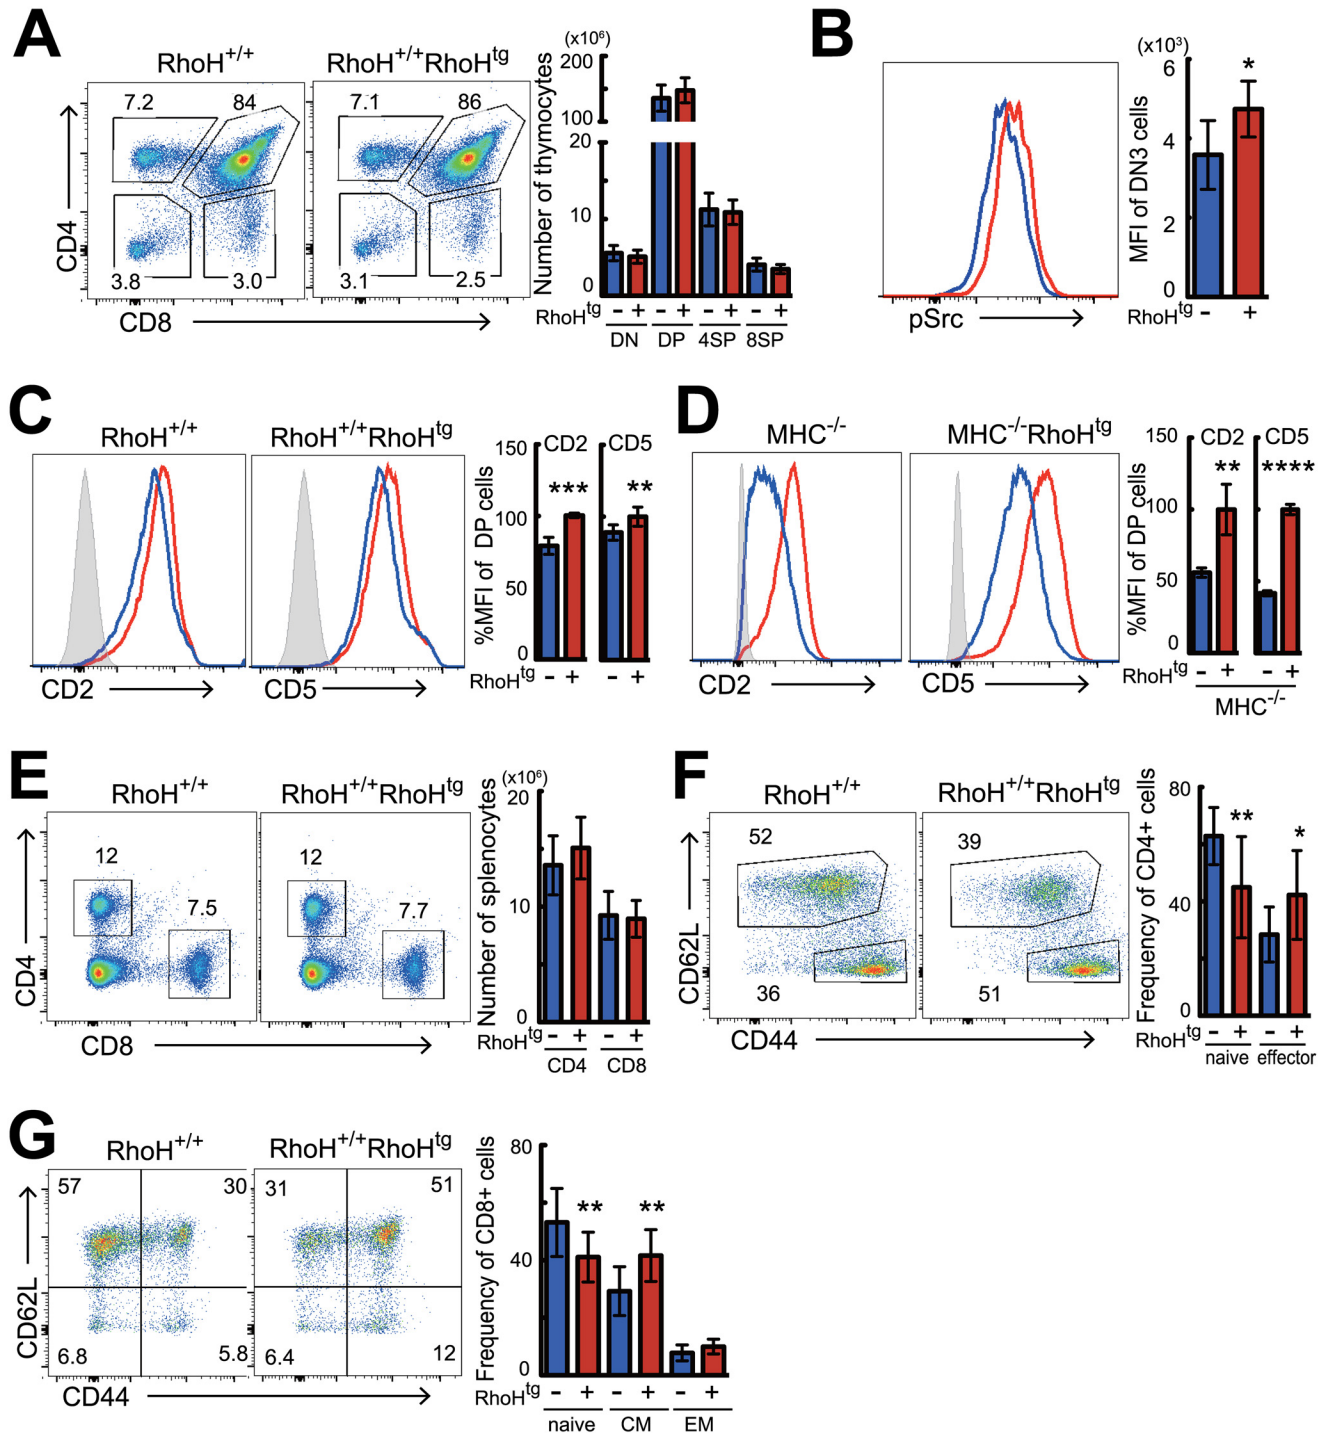 A
RhoH+/+
RhoH+/+RhoHtg
7.2
84
3.8
3.0
7.1
86
3.1
2.5
CD4
CD8
(x10⁶)
Number of thymocytes
200
100
20
10
0
RhoHtg - + - + - + - +
DN DP 4SP 8SP
B
pSrc
(x10³)
MFI of DN3 cells
6
4
2
0
*
RhoHtg - +
C
RhoH+/+
RhoH+/+RhoHtg
CD2
CD5
%MFI of DP cells
150
100
50
0
CD2 CD5
*** **
RhoHtg - + - +
D
MHC-/-
MHC-/-RhoHtg
CD2
CD5
%MFI of DP cells
150
100
50
0
CD2 CD5
** ****
RhoHtg - + - +
MHC-/-
E
RhoH+/+
RhoH+/+RhoHtg
12
7.5
12
7.7
CD4
CD8
(x10⁶)
Number of splenocytes
20
10
0
RhoHtg - + - +
CD4 CD8
F
RhoH+/+
RhoH+/+RhoHtg
52
36
39
51
CD62L
CD44
Frequency of CD4+ cells
80
40
0
** *
RhoHtg - + - +
naive effector
G
RhoH+/+
RhoH+/+RhoHtg
57 30
6.8 5.8
31 51
6.4 12
CD62L
CD44
Frequency of CD8+ cells
80
40
0
** **
RhoHtg - + - + - +
naive CM EM